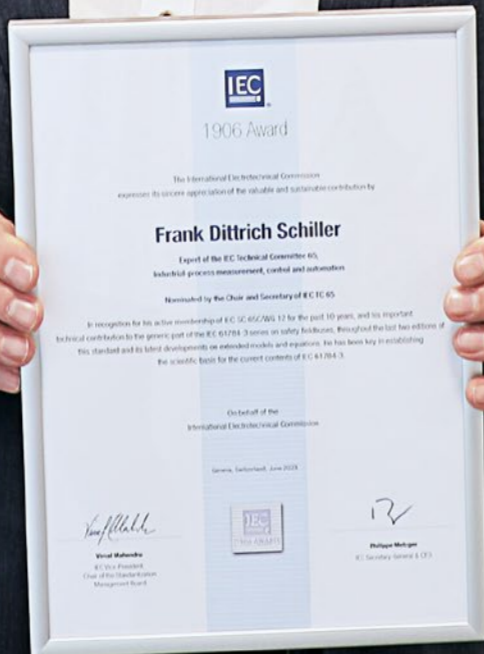 IEC
1906 Award
The International Electrotechnical Commission
expresses its sincere appreciation of the valuable and sustainable contribution by
Frank Dittrich Schiller
Expert of the IEC Technical Committee 65,
Industrial-process measurement, control and automation
Nominated by the Chair and Secretary of IEC TC 65
In recognition for his active membership of IEC SC 65C/WG 12 for the past 10 years, and his important
technical contribution to the generic part of the IEC 61784-3 series on safety fieldbuses, throughout the last two editions of
this standard and its latest developments on extended models and equations. He has been key in establishing
the scientific basis for the current contents of IEC 61784-3.
On behalf of the
International Electrotechnical Commission
Geneva, Switzerland, June 2023
Vimal Mahendru
IEC Vice-President,
Chair of the Standardization
Management Board
IEC
1906 AWARD
Philippe Metzger
IEC Secretary-General & CEO